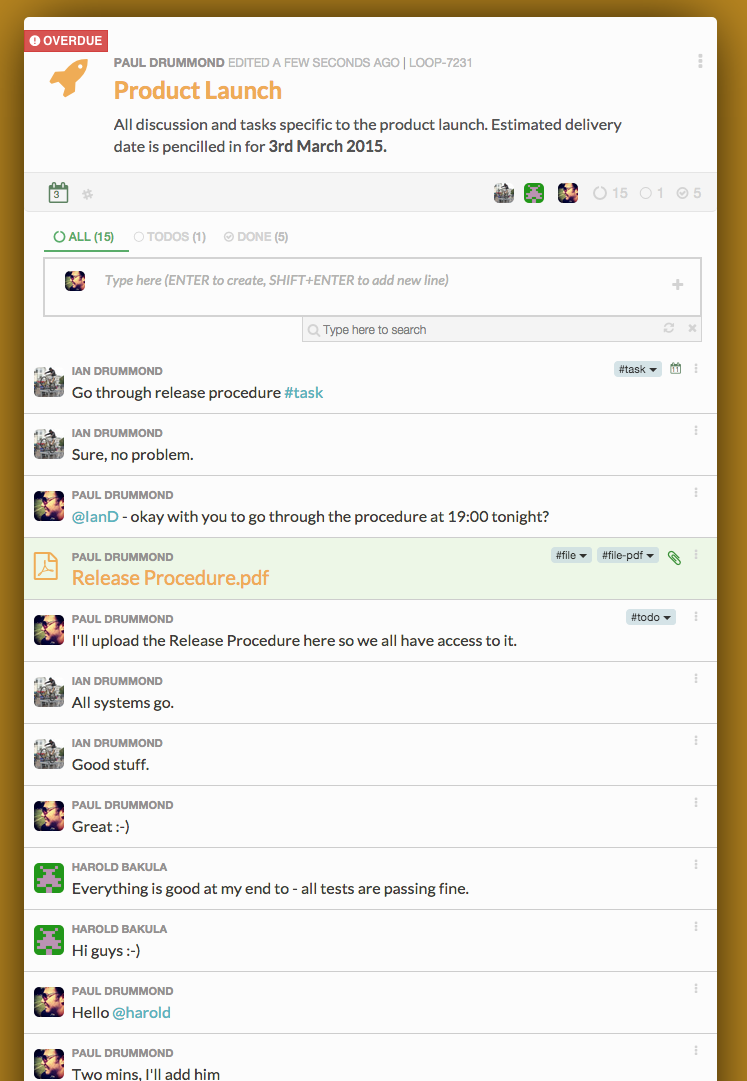 OVERDUE
PAUL DRUMMOND EDITED A FEW SECONDS AGO | LOOP-7231
Product Launch
All discussion and tasks specific to the product launch. Estimated delivery
date is pencilled in for 3rd March 2015.
3 15 1 5
ALL (15) TODOS (1) DONE (5)
Type here (ENTER to create, SHIFT+ENTER to add new line)
Type here to search
IAN DRUMMOND #task
Go through release procedure #task
IAN DRUMMOND
Sure, no problem.
PAUL DRUMMOND
@IanD - okay with you to go through the procedure at 19:00 tonight?
PAUL DRUMMOND #file #file-pdf
Release Procedure.pdf
PAUL DRUMMOND #todo
I'll upload the Release Procedure here so we all have access to it.
IAN DRUMMOND
All systems go.
IAN DRUMMOND
Good stuff.
PAUL DRUMMOND
Great :-)
HAROLD BAKULA
Everything is good at my end to - all tests are passing fine.
HAROLD BAKULA
Hi guys :-)
PAUL DRUMMOND
Hello @harold
PAUL DRUMMOND
Two mins, I'll add him